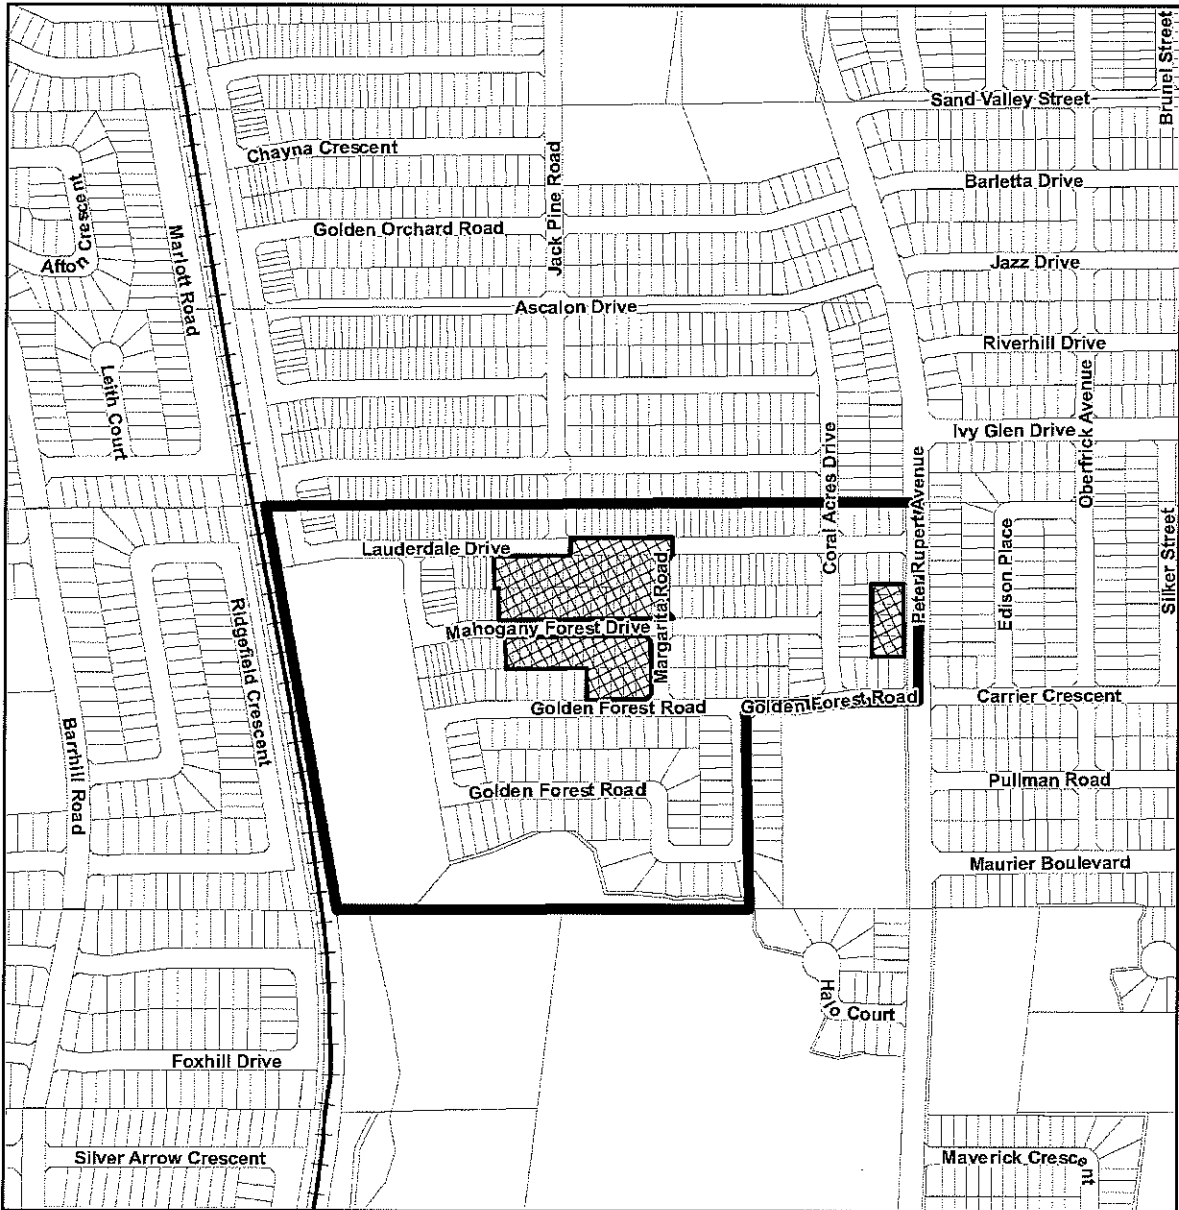 Brunel Street
Sand Valley Street
Chayna Crescent
Jack Pine Road
Barletta Drive
Afton Crescent
Marlott Road
Golden Orchard Road
Jazz Drive
Ascalon Drive
Riverhill Drive
Leith Court
Oberfrick Avenue
Ivy Glen Drive
Coral Acres Drive
Peter Rupert Avenue
Lauderdale Drive
Edison Place
Silker Street
Margarita Road
Mahogany Forest Drive
Ridgefield Crescent
Carrier Crescent
Golden Forest Road
Golden Forest Road
Barrhill Road
Pullman Road
Golden Forest Road
Maurier Boulevard
Halo Court
Foxhill Drive
Silver Arrow Crescent
Maverick Crescent